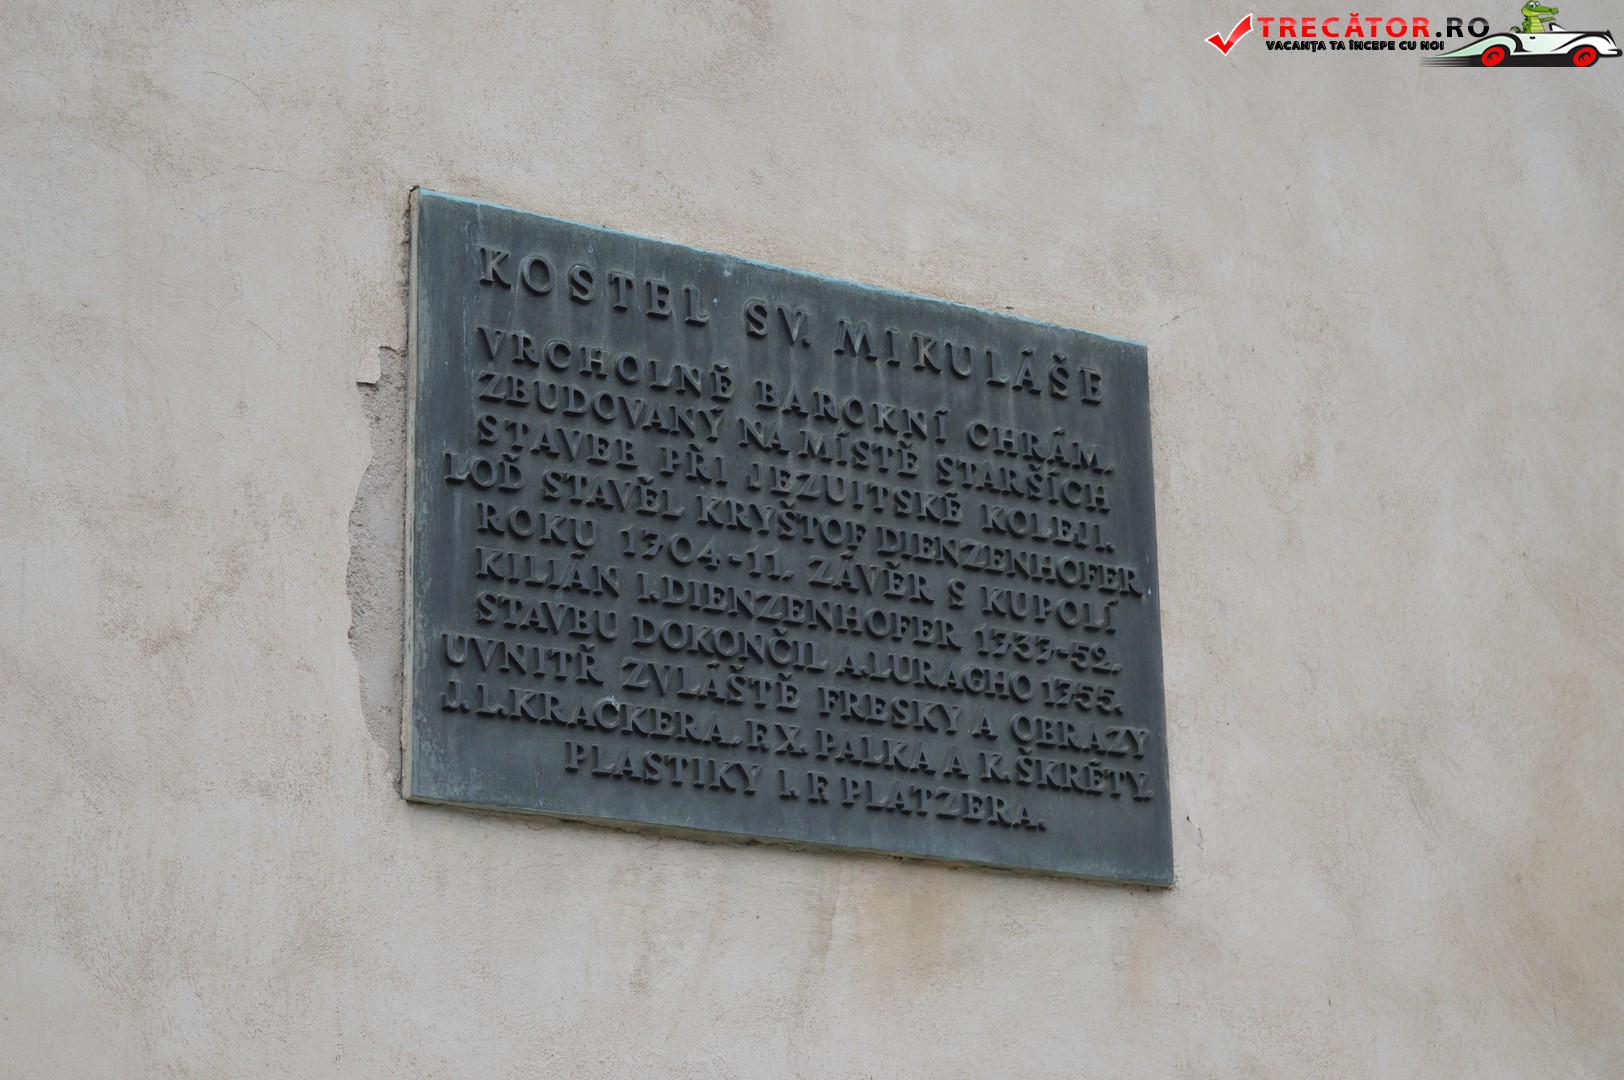 TRECĂTOR.RO
VACANȚA TA ÎNCEPE CU NOI
KOSTEL SV. MIKULÁŠE
VRCHOLNĚ BAROKNÍ CHRÁM,
ZBUDOVANÝ NA MÍSTĚ STARŠÍCH
STAVEB PŘI JEZUITSKÉ KOLEJI.
LOĎ STAVĚL KRYŠTOF DIENZENHOFER
ROKU 1704-11. ZÁVĚR S KUPOLÍ
KILIÁN I. DIENZENHOFER 1737-52.
STAVBU DOKONČIL A. LURAGHO 1755.
UVNITŘ ZVLÁŠTĚ FRESKY A OBRAZY
J. L. KRACKERA, F. X. PALKA A K. ŠKRÉTY.
PLASTIKY I. F. PLATZERA.